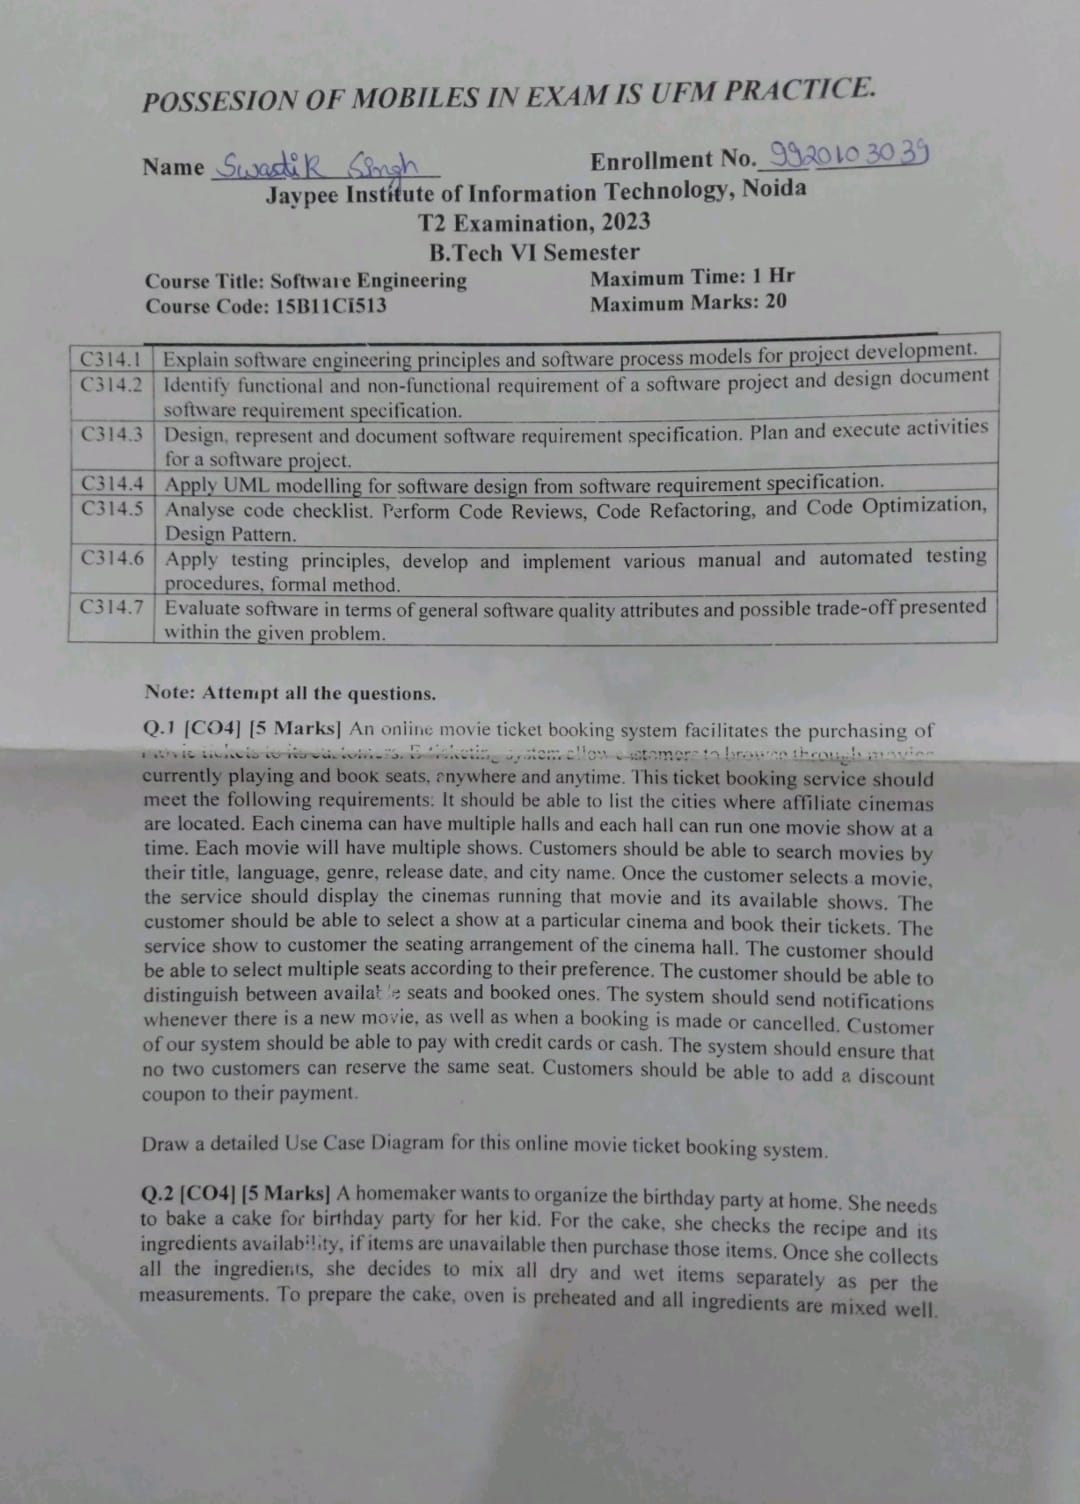 POSSESION OF MOBILES IN EXAM IS UFM PRACTICE.
Name Swastik Singh Enrollment No. 9920103039
Jaypee Institute of Information Technology, Noida
T2 Examination, 2023
B.Tech VI Semester
Course Title: Software Engineering Maximum Time: 1 Hr
Course Code: 15B11CI513 Maximum Marks: 20
C314.1 Explain software engineering principles and software process models for project development.
C314.2 Identify functional and non-functional requirement of a software project and design document
software requirement specification.
C314.3 Design, represent and document software requirement specification. Plan and execute activities
for a software project.
C314.4 Apply UML modelling for software design from software requirement specification.
C314.5 Analyse code checklist. Perform Code Reviews, Code Refactoring, and Code Optimization,
Design Pattern.
C314.6 Apply testing principles, develop and implement various manual and automated testing
procedures, formal method.
C314.7 Evaluate software in terms of general software quality attributes and possible trade-off presented
within the given problem.
Note: Attempt all the questions.
Q.1 [CO4] [5 Marks] An online movie ticket booking system facilitates the purchasing of
movie tickets to its customers. E-ticketing system allow customers to browse through movies
currently playing and book seats, anywhere and anytime. This ticket booking service should
meet the following requirements: It should be able to list the cities where affiliate cinemas
are located. Each cinema can have multiple halls and each hall can run one movie show at a
time. Each movie will have multiple shows. Customers should be able to search movies by
their title, language, genre, release date, and city name. Once the customer selects a movie,
the service should display the cinemas running that movie and its available shows. The
customer should be able to select a show at a particular cinema and book their tickets. The
service show to customer the seating arrangement of the cinema hall. The customer should
be able to select multiple seats according to their preference. The customer should be able to
distinguish between available seats and booked ones. The system should send notifications
whenever there is a new movie, as well as when a booking is made or cancelled. Customer
of our system should be able to pay with credit cards or cash. The system should ensure that
no two customers can reserve the same seat. Customers should be able to add a discount
coupon to their payment.
Draw a detailed Use Case Diagram for this online movie ticket booking system.
Q.2 [CO4] [5 Marks] A homemaker wants to organize the birthday party at home. She needs
to bake a cake for birthday party for her kid. For the cake, she checks the recipe and its
ingredients availability, if items are unavailable then purchase those items. Once she collects
all the ingredients, she decides to mix all dry and wet items separately as per the
measurements. To prepare the cake, oven is preheated and all ingredients are mixed well.